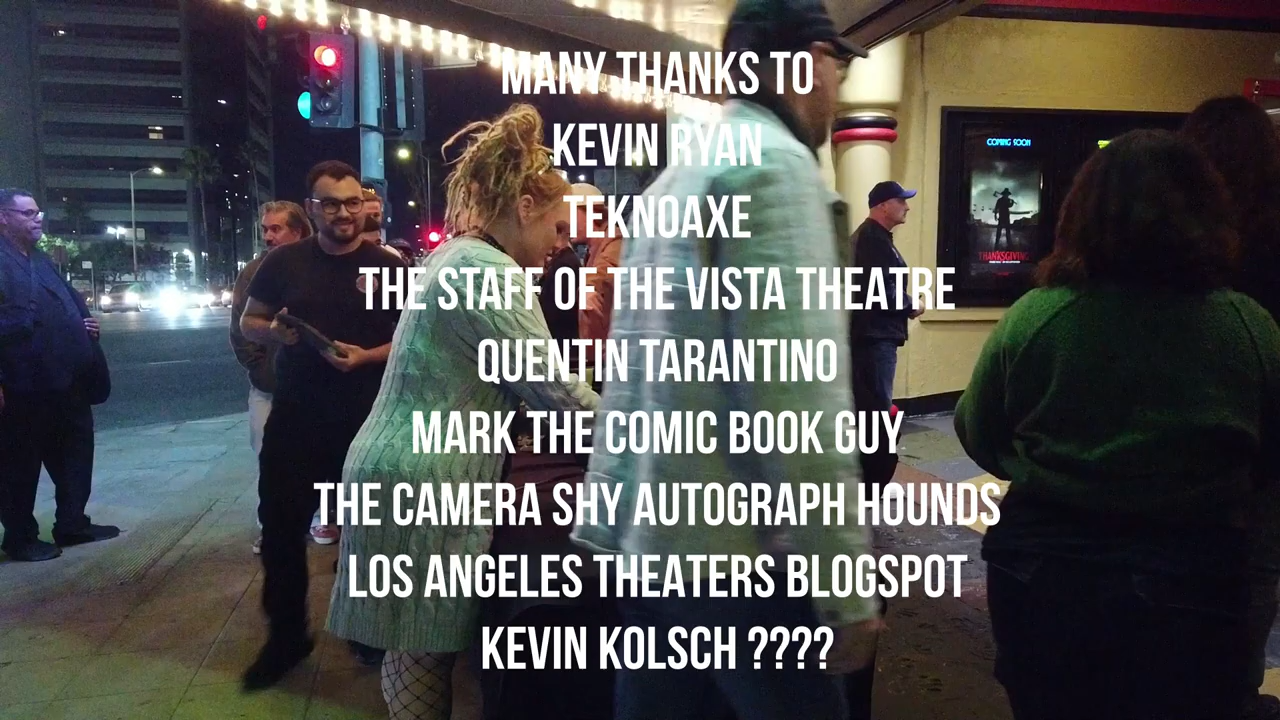 MANY THANKS TO
KEVIN RYAN
TEKNOAXE
THE STAFF OF THE VISTA THEATRE
QUENTIN TARANTINO
MARK THE COMIC BOOK GUY
THE CAMERA SHY AUTOGRAPH HOUNDS
LOS ANGELES THEATERS BLOGSPOT
KEVIN KOLSCH ????
COMING SOON
THANKSGIVING